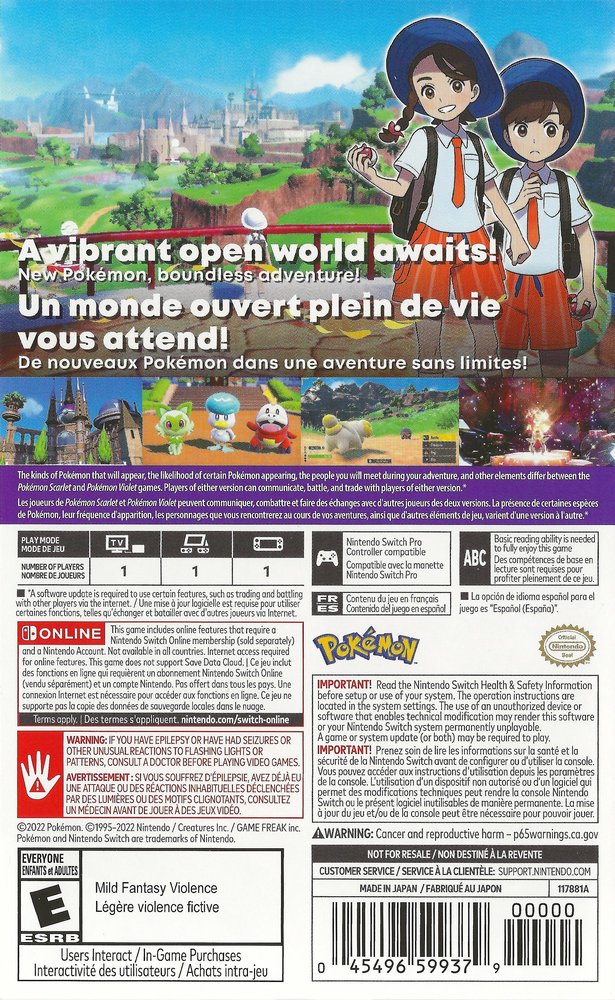 A vibrant open world awaits!
New Pokémon, boundless adventure!
Un monde ouvert plein de vie
vous attend!
De nouveaux Pokémon dans une aventure sans limites!
The kinds of Pokémon that will appear, the likelihood of certain Pokémon appearing, the people you will meet during your adventure, and other elements differ between the
Pokémon Scarlet and Pokémon Violet games. Players of either version can communicate, battle, and trade with players of either version.*
Les joueurs de Pokémon Scarlet et Pokémon Violet peuvent communiquer, combattre et faire des échanges avec d'autres joueurs des deux versions. La présence de certaines espèces
de Pokémon, leur fréquence d'apparition, les personnages que vous rencontrerez au cours de vos aventures, ainsi que d'autres éléments de jeu, varient d'une version à l'autre.*
PLAY MODE
MODE DE JEU
TV
NUMBER OF PLAYERS
NOMBRE DE JOUEURS
1
1
1
*A software update is required to use certain features, such as trading and battling
with other players via the internet. / Une mise à jour logicielle est requise pour utiliser
certaines fonctions, telles qu'échanger et batailler avec d'autres joueurs via Internet.
Nintendo Switch Pro
Controller compatible
Compatible avec la manette
Nintendo Switch Pro
FR
ES
Contenu du jeu en français
Contenido del juego en español
ABC
Basic reading ability is needed
to fully enjoy this game
Des compétences de base en
lecture sont requises pour
profiter pleinement de ce jeu.
La opción de idioma español para el
juego es "Español (España)".
ONLINE
This game includes online features that require a
Nintendo Switch Online membership (sold separately)
and a Nintendo Account. Not available in all countries. Internet access required
for online features. This game does not support Save Data Cloud. | Ce jeu inclut
des fonctions en ligne qui requièrent un abonnement Nintendo Switch Online
(vendu séparément) et un compte Nintendo. Pas offert dans tous les pays. Une
connexion Internet est nécessaire pour accéder aux fonctions en ligne. Ce jeu ne
supporte pas la copie des données de sauvegarde locales dans le nuage.
Terms apply. | Des termes s'appliquent. nintendo.com/switch-online
Pokémon
Official
Nintendo
Seal
WARNING: IF YOU HAVE EPILEPSY OR HAVE HAD SEIZURES OR
OTHER UNUSUAL REACTIONS TO FLASHING LIGHTS OR
PATTERNS, CONSULT A DOCTOR BEFORE PLAYING VIDEO GAMES.
AVERTISSEMENT : SI VOUS SOUFFREZ D'ÉPILEPSIE, AVEZ DÉJÀ EU
UNE ATTAQUE OU DES RÉACTIONS INHABITUELLES DÉCLENCHÉES
PAR DES LUMIÈRES OU DES MOTIFS CLIGNOTANTS, CONSULTEZ
UN MÉDECIN AVANT DE JOUER À DES JEUX VIDÉO.
IMPORTANT! Read the Nintendo Switch Health & Safety Information
before setup or use of your system. The operation instructions are
located in the system settings. The use of an unauthorized device or
software that enables technical modification may render this software
or your Nintendo Switch system permanently unplayable.
A game or system update (or both) may be required to play.
IMPORTANT! Prenez soin de lire les informations sur la santé et la
sécurité de la Nintendo Switch avant de configurer ou d'utiliser la console.
Vous pouvez accéder aux instructions d'utilisation depuis les paramètres
de la console. L'utilisation d'un dispositif non autorisé ou d'un logiciel qui
permet des modifications techniques peut rendre la console Nintendo
Switch ou le présent logiciel inutilisables de manière permanente. La mise
à jour du jeu et/ou de la console peut être nécessaire pour pouvoir jouer.
©2022 Pokémon. ©1995-2022 Nintendo / Creatures Inc. / GAME FREAK inc.
Pokémon and Nintendo Switch are trademarks of Nintendo.
WARNING: Cancer and reproductive harm – p65warnings.ca.gov
EVERYONE
ENFANTS et ADULTES
E
ESRB
Mild Fantasy Violence
Légère violence fictive
Users Interact / In-Game Purchases
Interactivité des utilisateurs / Achats intra-jeu
NOT FOR RESALE / NON DESTINÉ À LA REVENTE
CUSTOMER SERVICE / SERVICE À LA CLIENTÈLE: SUPPORT.NINTENDO.COM
MADE IN JAPAN / FABRIQUÉ AU JAPON
117881A
00000
0 45496 59937 9